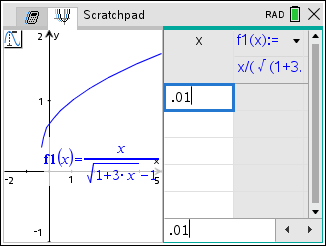 Scratchpad
RAD
2
y
x
f1(x):=
x/(√(1+3.
1
.01
f1(x)= x/(√(1+3·x) -1)
x
-2
1
5
-1
.01